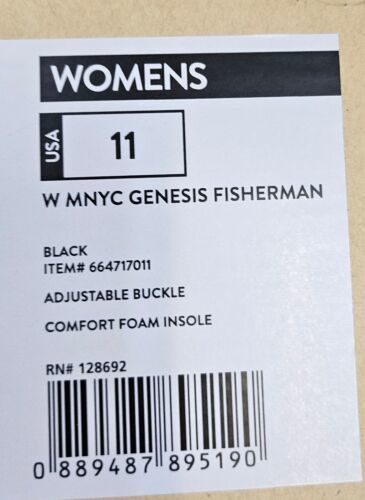 WOMENS
USA
11
W MNYC GENESIS FISHERMAN
BLACK
ITEM# 664717011
ADJUSTABLE BUCKLE
COMFORT FOAM INSOLE
RN# 128692
0 889487 895190